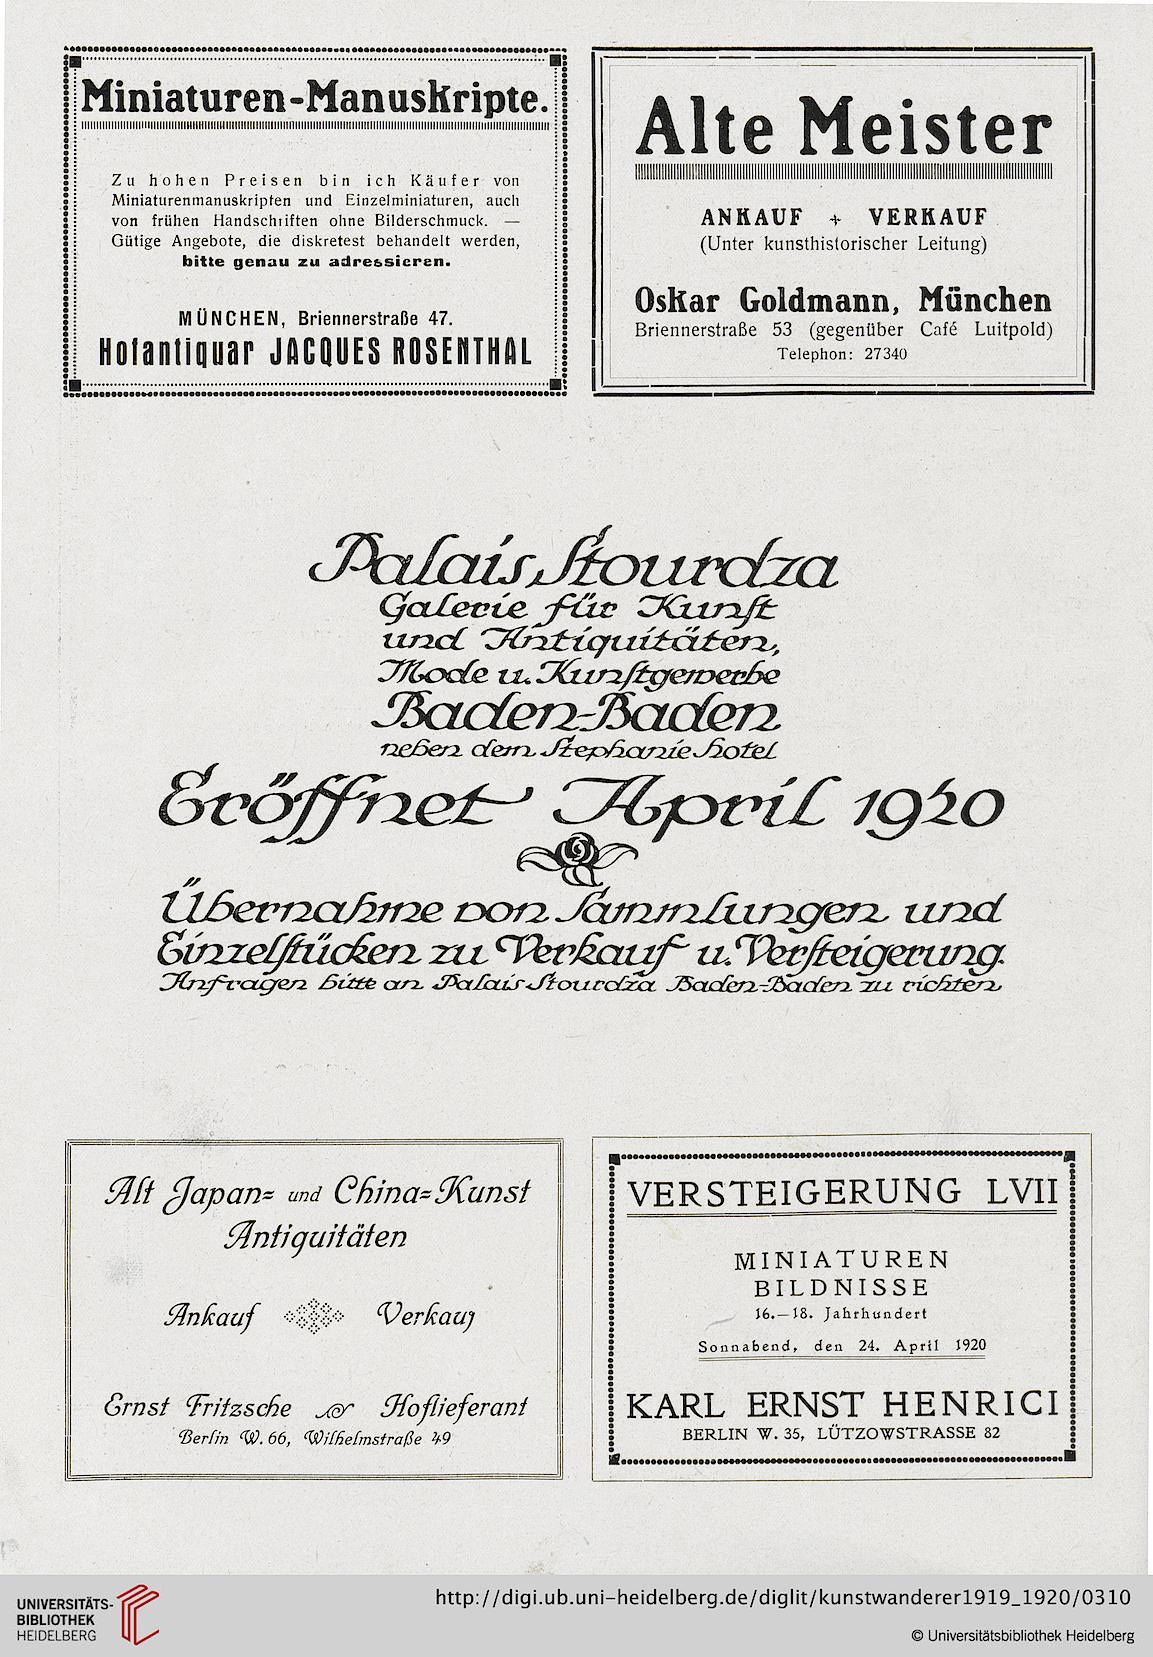 Miniaturen-Manuskripte.
Zu hohen Preisen bin ich Käufer von
Miniaturenmanuskripten und Einzelminiaturen, auch
von frühen Handschriften ohne Bilderschmuck. —
Gütige Angebote, die diskretest behandelt werden,
bitte genau zu adressieren.
MÜNCHEN, Briennerstraße 47.
Hofantiquar JACQUES ROSENTHAL
Alte Meister
ANKAUF + VERKAUF
(Unter kunsthistorischer Leitung)
Oskar Goldmann, München
Briennerstraße 53 (gegenüber Café Luitpold)
Telephon: 27340
Palais Stourdza
Galerie für Kunst
und Antiquitäten,
Mode u. Kunstgewerbe
Baden-Baden
neben dem Stephanie Hotel
Eröffnet April 1920
Übernahme von Sammlungen und
Einzelstücken zu Verkauf u. Versteigerung.
Anfragen bitte an Palais Stourdza Baden-Baden zu richten
Alt Japan= und China=Kunst
Antiquitäten
Ankauf Verkauf
Ernst Fritzsche Hoflieferant
Berlin W. 66, Wilhelmstraße 49
VERSTEIGERUNG LVII
MINIATUREN
BILDNISSE
16.—18. Jahrhundert
Sonnabend, den 24. April 1920
KARL ERNST HENRICI
BERLIN W. 35, LÜTZOWSTRASSE 82
UNIVERSITÄTS-
BIBLIOTHEK
HEIDELBERG
http://digi.ub.uni-heidelberg.de/diglit/kunstwanderer1919_1920/0310
© Universitätsbibliothek Heidelberg